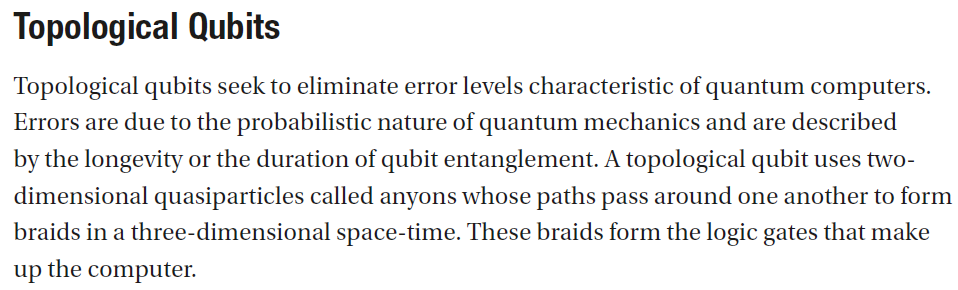 Topological Qubits
Topological qubits seek to eliminate error levels characteristic of quantum computers.
Errors are due to the probabilistic nature of quantum mechanics and are described
by the longevity or the duration of qubit entanglement. A topological qubit uses two-
dimensional quasiparticles called anyons whose paths pass around one another to form
braids in a three-dimensional space-time. These braids form the logic gates that make
up the computer.